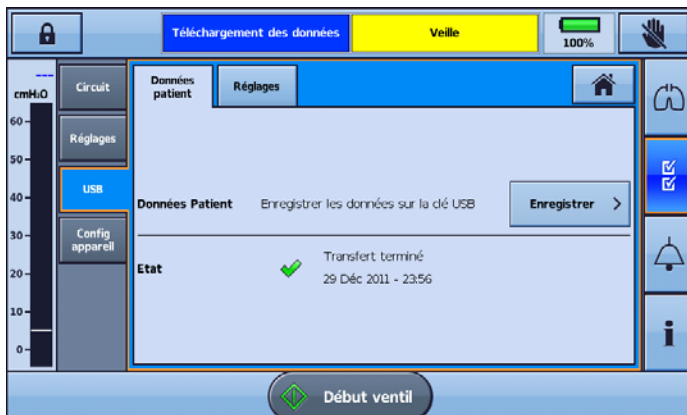 Téléchargement des données
Veille
100%
---
cmH₂O
60
50
40
30
20
10
0
Circuit
Réglages
USB
Config
appareil
Données
patient
Réglages
Données Patient
Enregistrer les données sur la clé USB
Enregistrer >
Etat
Transfert terminé
29 Déc 2011 - 23:56
i
Début ventil